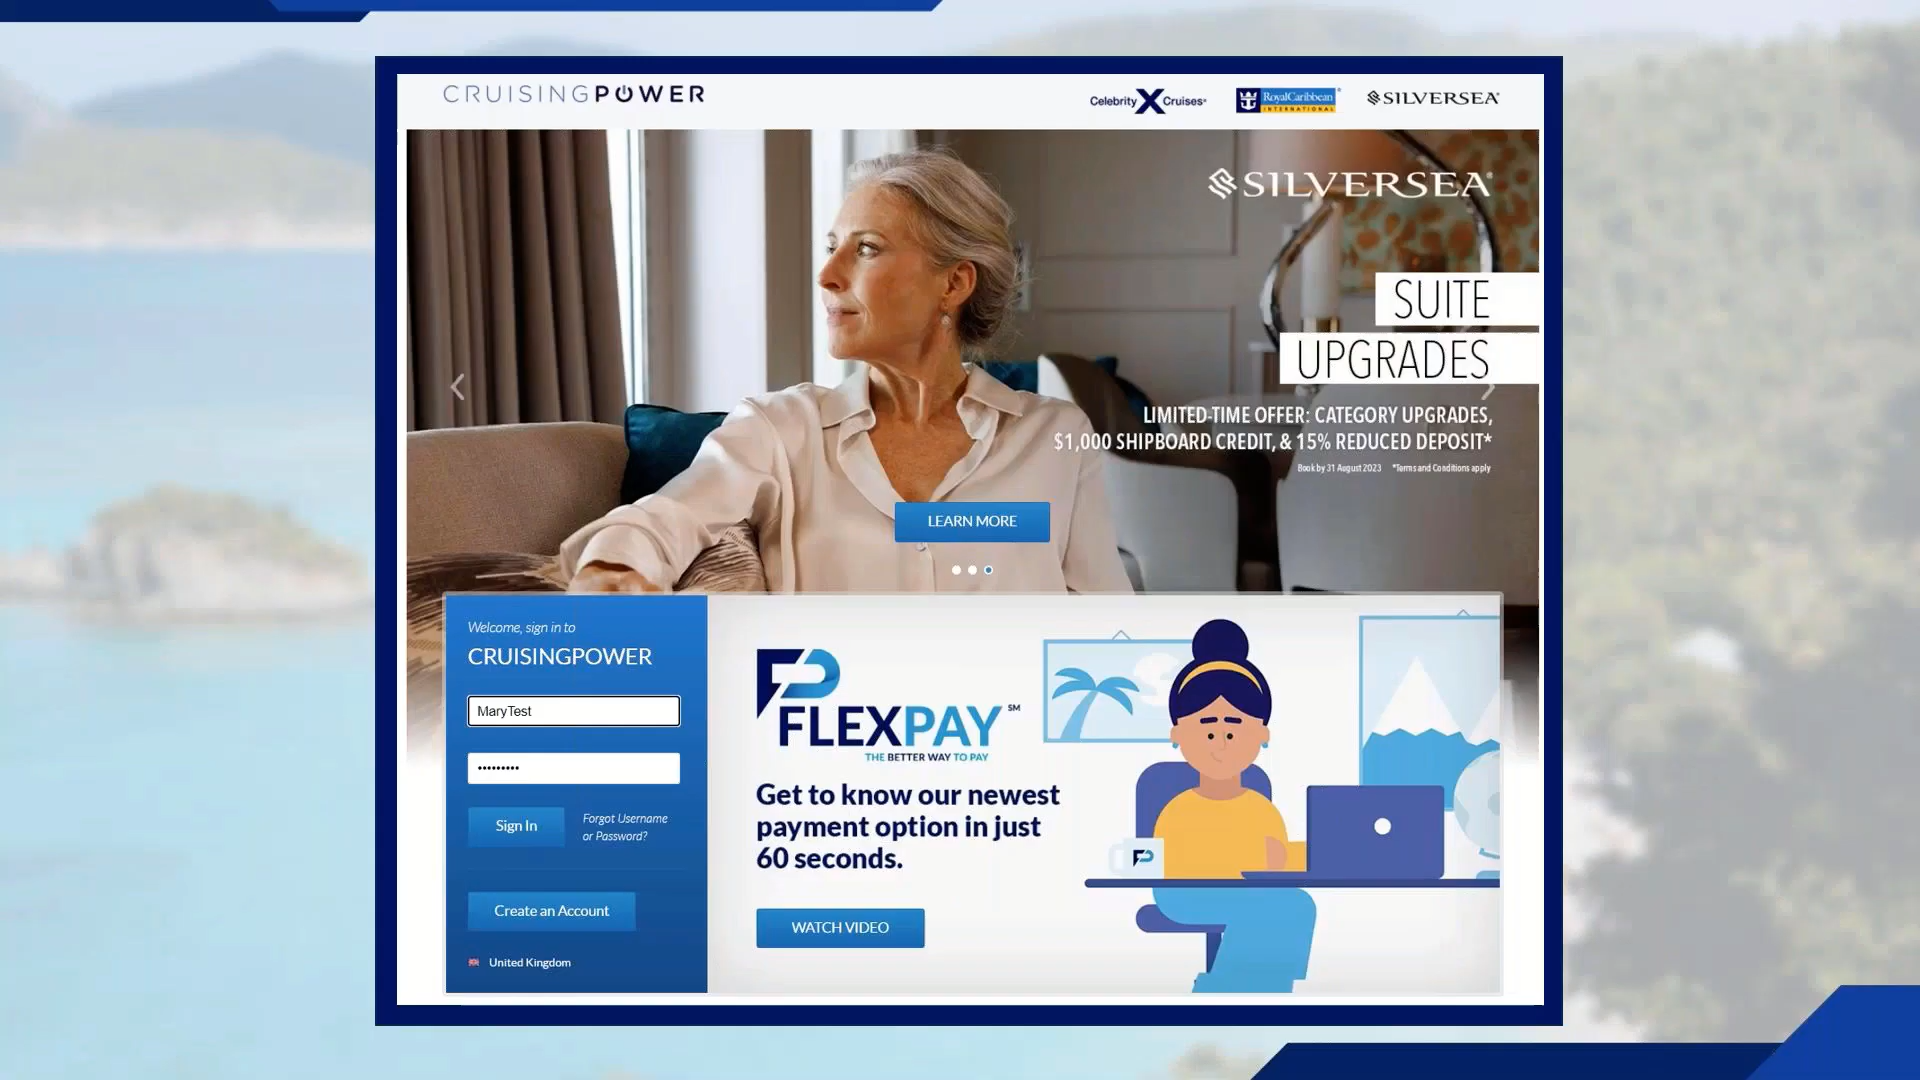 CRUISINGPOWER
Celebrity X Cruises®
RoyalCaribbean®
INTERNATIONAL
SILVERSEA®
SILVERSEA®
SUITE
UPGRADES
LIMITED-TIME OFFER: CATEGORY UPGRADES,
$1,000 SHIPBOARD CREDIT, & 15% REDUCED DEPOSIT*
Book by 31 August 2023 *Terms and Conditions apply
LEARN MORE
Welcome, sign in to
CRUISINGPOWER
MaryTest
•••••••••
Sign In
Forgot Username
or Password?
Create an Account
United Kingdom
FLEXPAY SM
THE BETTER WAY TO PAY
Get to know our newest
payment option in just
60 seconds.
WATCH VIDEO